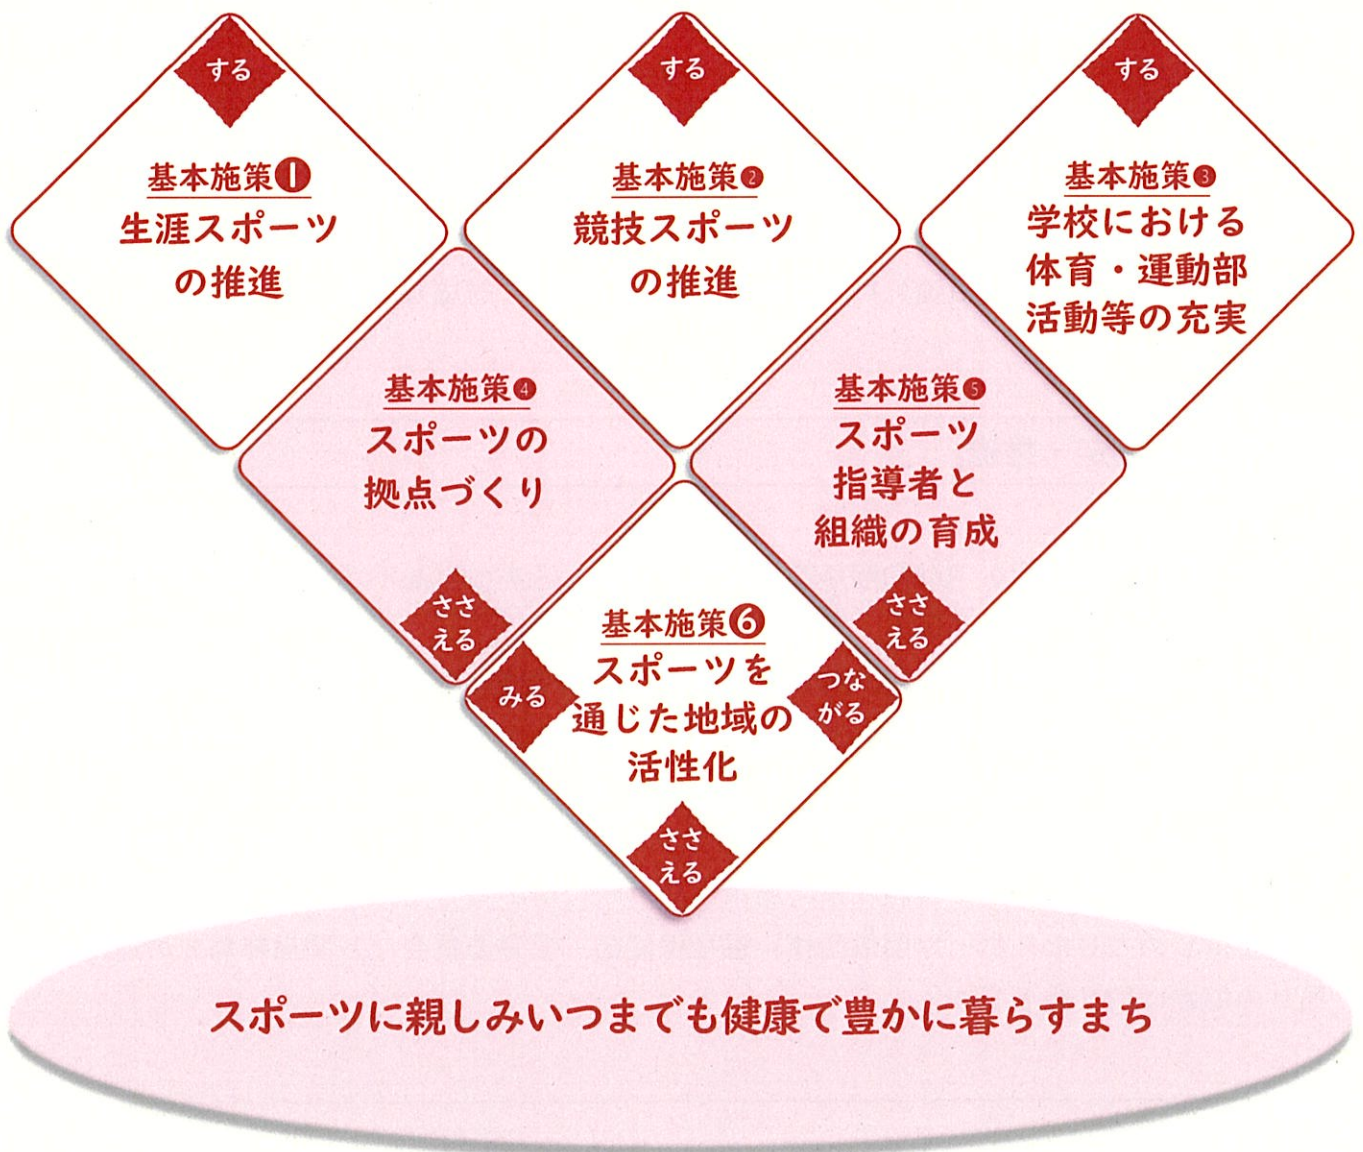 する
基本施策❶
生涯スポーツ
の推進
する
基本施策❷
競技スポーツ
の推進
する
基本施策❸
学校における
体育・運動部
活動等の充実
基本施策❹
スポーツの
拠点づくり
ささ
える
基本施策❺
スポーツ
指導者と
組織の育成
ささ
える
基本施策❻
スポーツを
通じた地域の
活性化
みる
つな
がる
ささ
える
スポーツに親しみいつまでも健康で豊かに暮らすまち